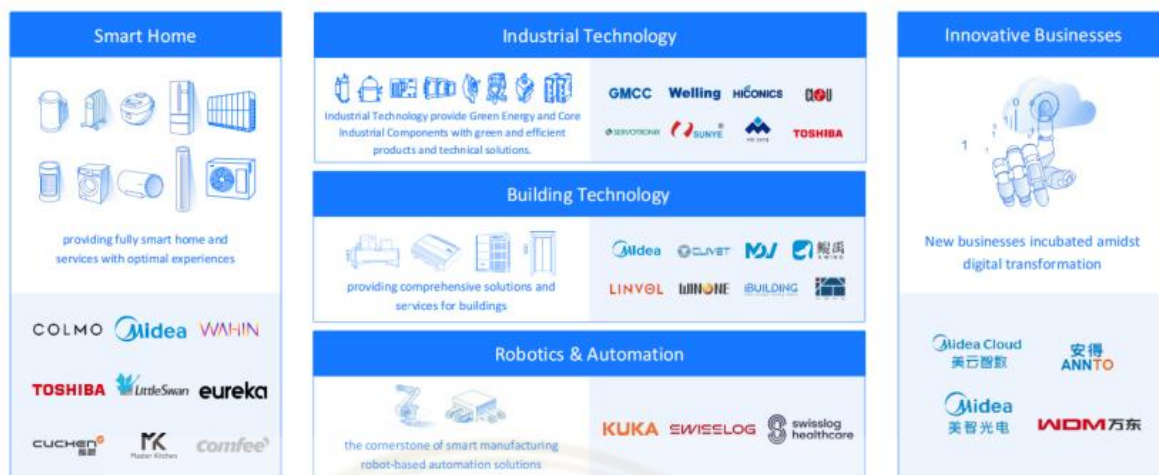 Smart Home
providing fully smart home and
services with optimal experiences
COLMO
Midea
WAHIN
TOSHIBA
LittleSwan
eureka
CUCHEN
MK
Master Kitchen
comfee'
Industrial Technology
Industrial Technology provide Green Energy and Core
Industrial Components with green and efficient
products and technical solutions.
GMCC
Welling
HICONICS
SERVOTRONIX
SUNYE®
TOSHIBA
Building Technology
providing comprehensive solutions and
services for buildings
Midea
CLIVET
MDV
LINVOL
WINONE
iBUILDING
Robotics & Automation
the cornerstone of smart manufacturing
robot-based automation solutions
KUKA
SWISSLOG
swisslog
healthcare
Innovative Businesses
1
New businesses incubated amidst
digital transformation
Midea Cloud
美云智数
安得
ANNTO
Midea
美智光电
WDM万东